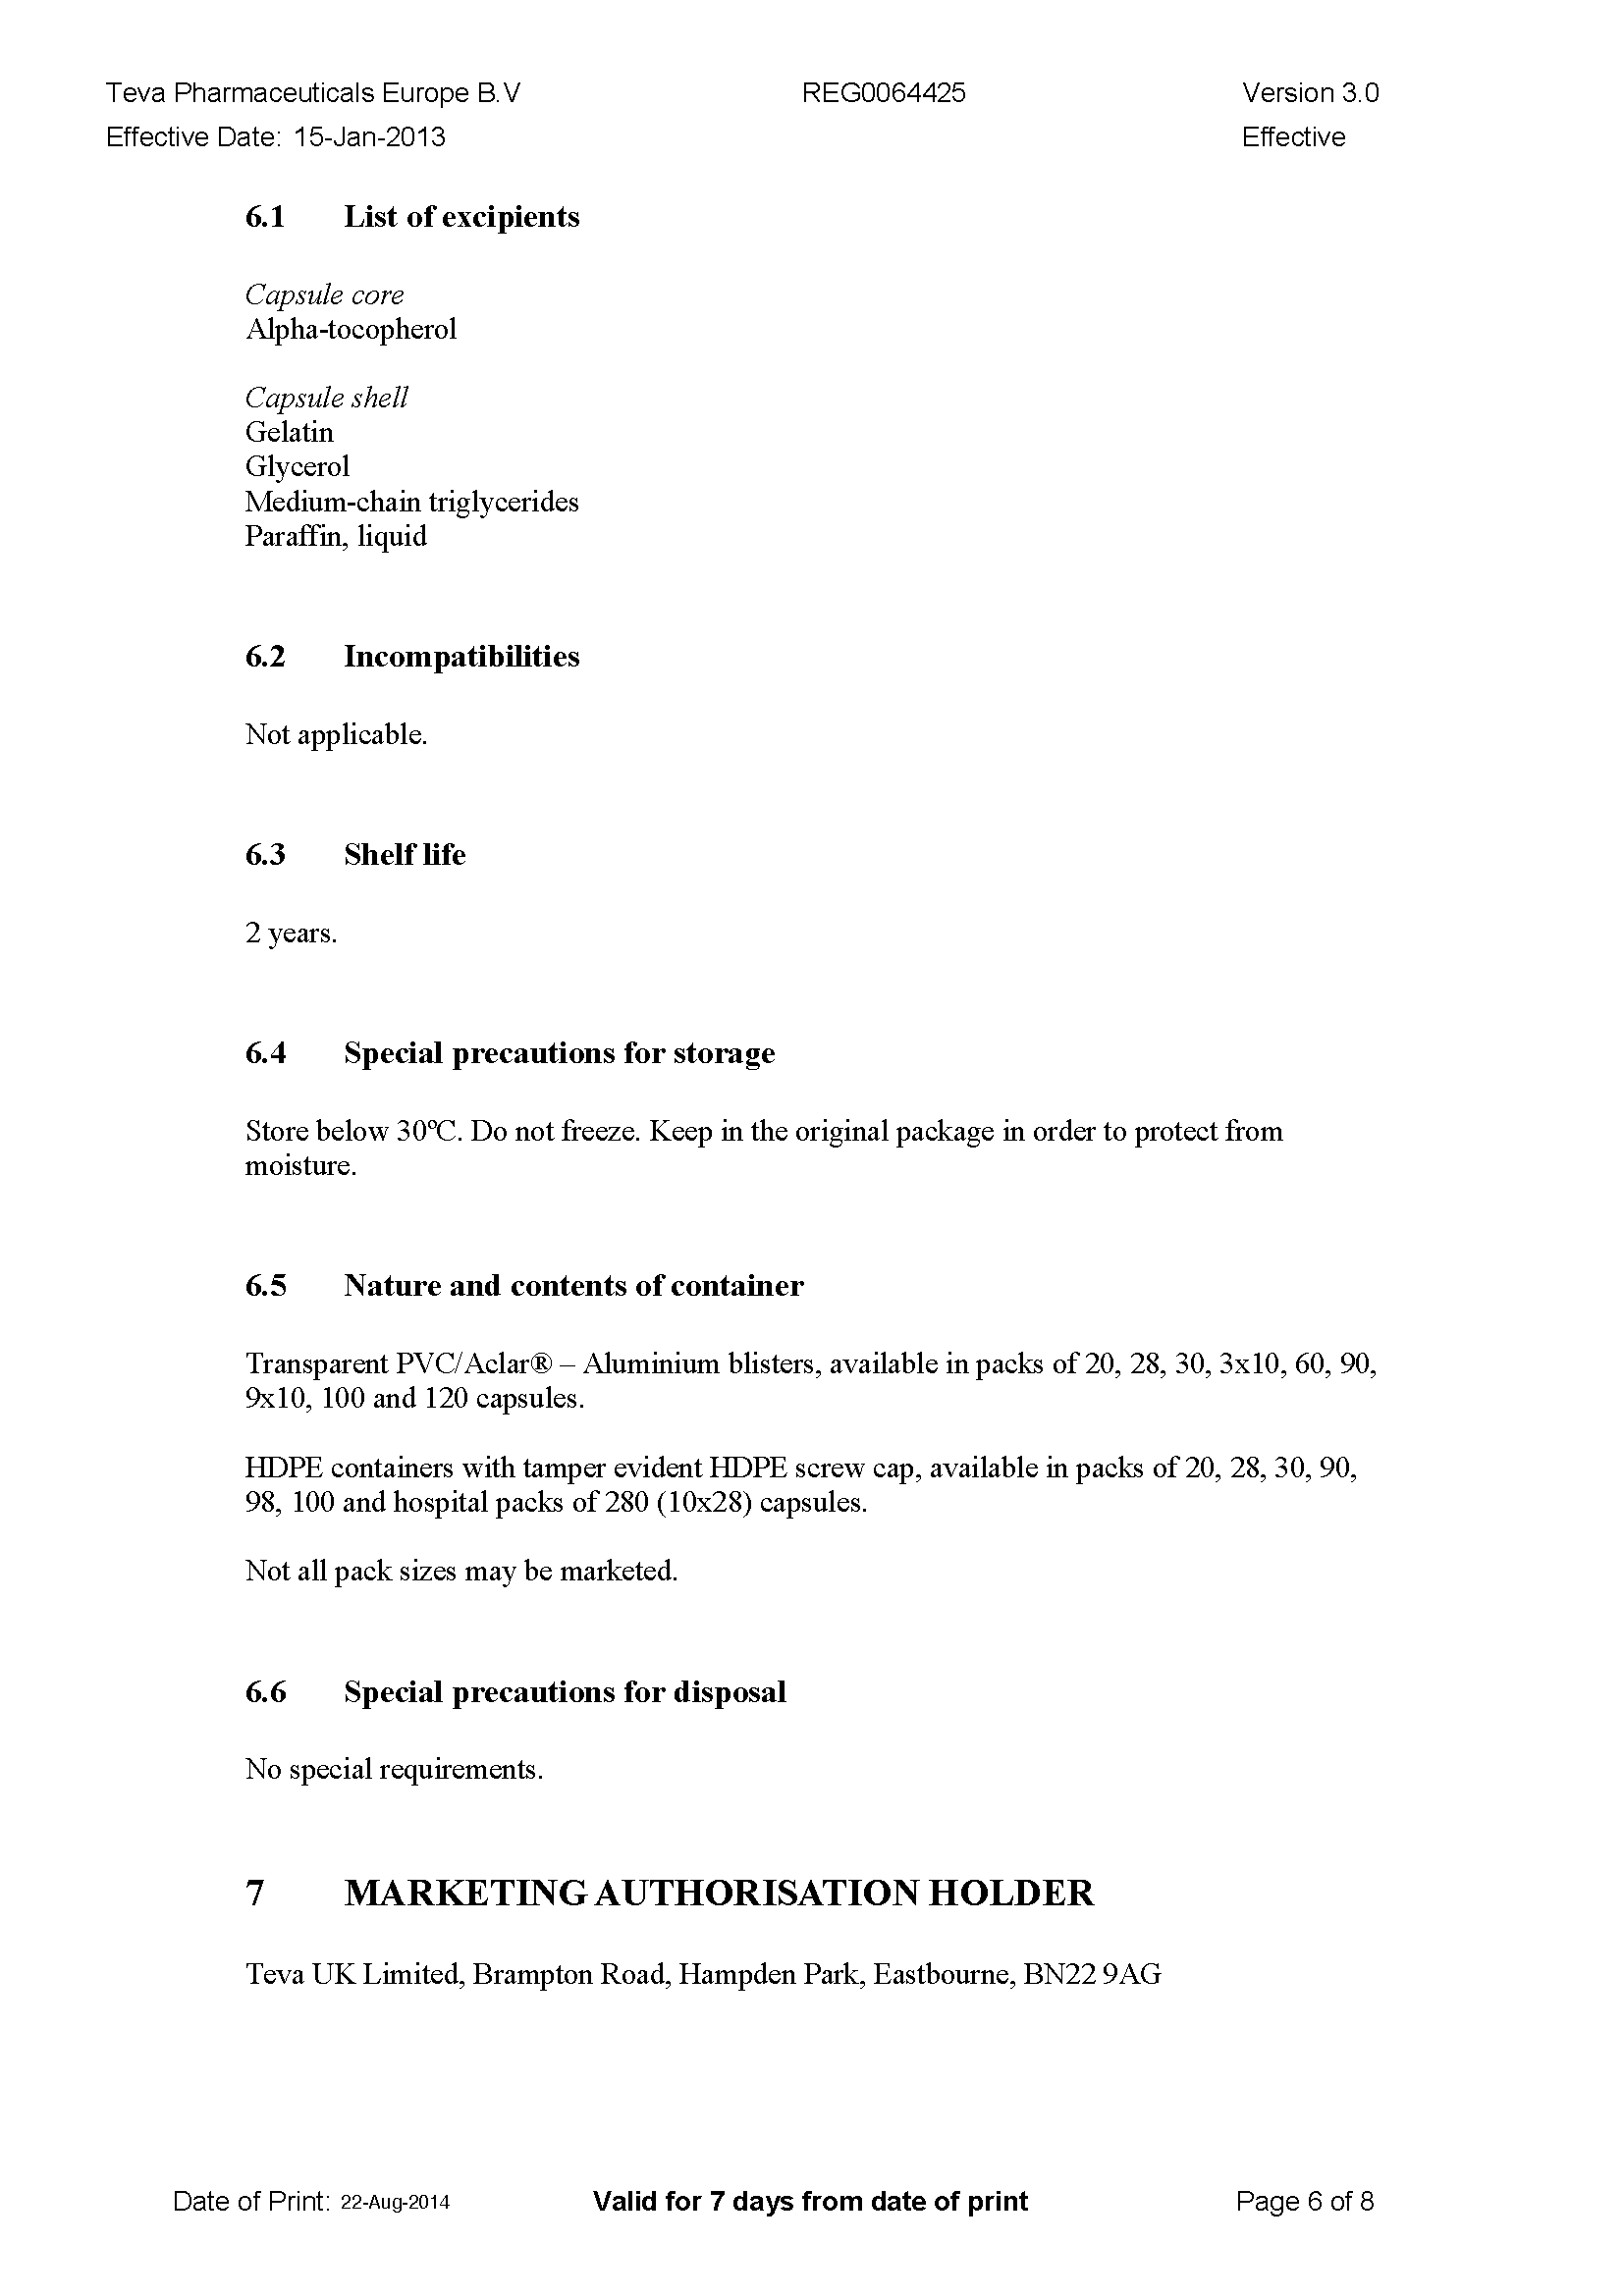 Teva Pharmaceuticals Europe B.V REG0064425 Version 3.0
Effective Date: 15-Jan-2013 Effective
6.1 List of excipients
Capsule core
Alpha-tocopherol
Capsule shell
Gelatin
Glycerol
Medium-chain triglycerides
Paraffin, liquid
6.2 Incompatibilities
Not applicable.
6.3 Shelf life
2 years.
6.4 Special precautions for storage
Store below 30ºC. Do not freeze. Keep in the original package in order to protect from
moisture.
6.5 Nature and contents of container
Transparent PVC/Aclar® – Aluminium blisters, available in packs of 20, 28, 30, 3x10, 60, 90,
9x10, 100 and 120 capsules.
HDPE containers with tamper evident HDPE screw cap, available in packs of 20, 28, 30, 90,
98, 100 and hospital packs of 280 (10x28) capsules.
Not all pack sizes may be marketed.
6.6 Special precautions for disposal
No special requirements.
7 MARKETING AUTHORISATION HOLDER
Teva UK Limited, Brampton Road, Hampden Park, Eastbourne, BN22 9AG
Date of Print: 22-Aug-2014 Valid for 7 days from date of print Page 6 of 8